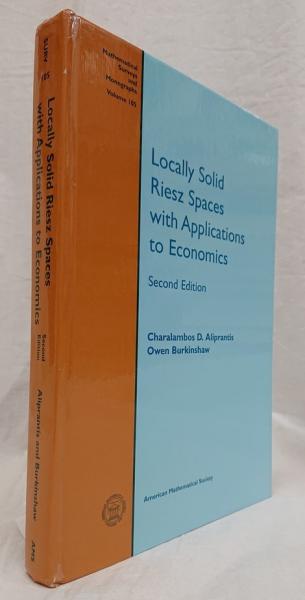 SURV
105
Locally Solid Riesz Spaces
with Applications to Economics
Second
Edition
Aliprantis and Burkinshaw
AMS
Mathematical
Surveys
and
Monographs
Volume 105
Locally Solid
Riesz Spaces
with Applications
to Economics
Second Edition
Charalambos D. Aliprantis
Owen Burkinshaw
American Mathematical Society